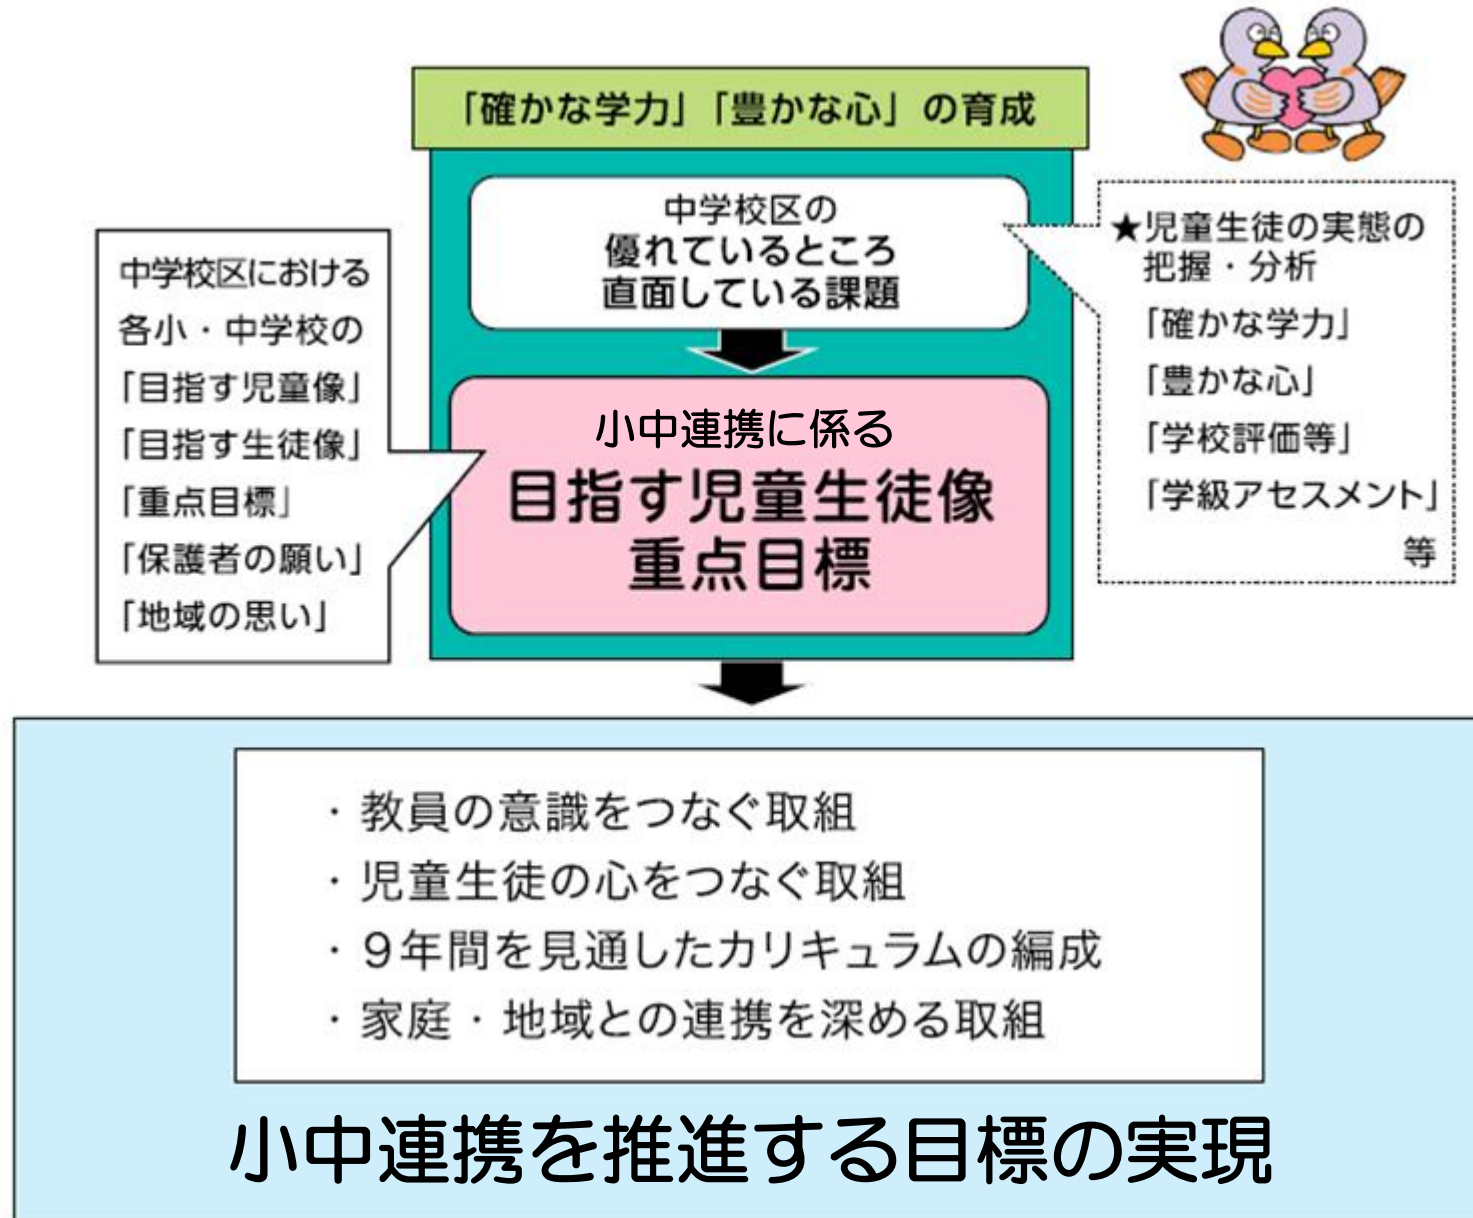 「確かな学力」「豊かな心」の育成
中学校区の
優れているところ
直面している課題
★児童生徒の実態の
把握・分析
「確かな学力」
「豊かな心」
「学校評価等」
「学級アセスメント」
等
中学校区における
各小・中学校の
「目指す児童像」
「目指す生徒像」
「重点目標」
「保護者の願い」
「地域の思い」
小中連携に係る
目指す児童生徒像
重点目標
・教員の意識をつなぐ取組
・児童生徒の心をつなぐ取組
・９年間を見通したカリキュラムの編成
・家庭・地域との連携を深める取組
小中連携を推進する目標の実現